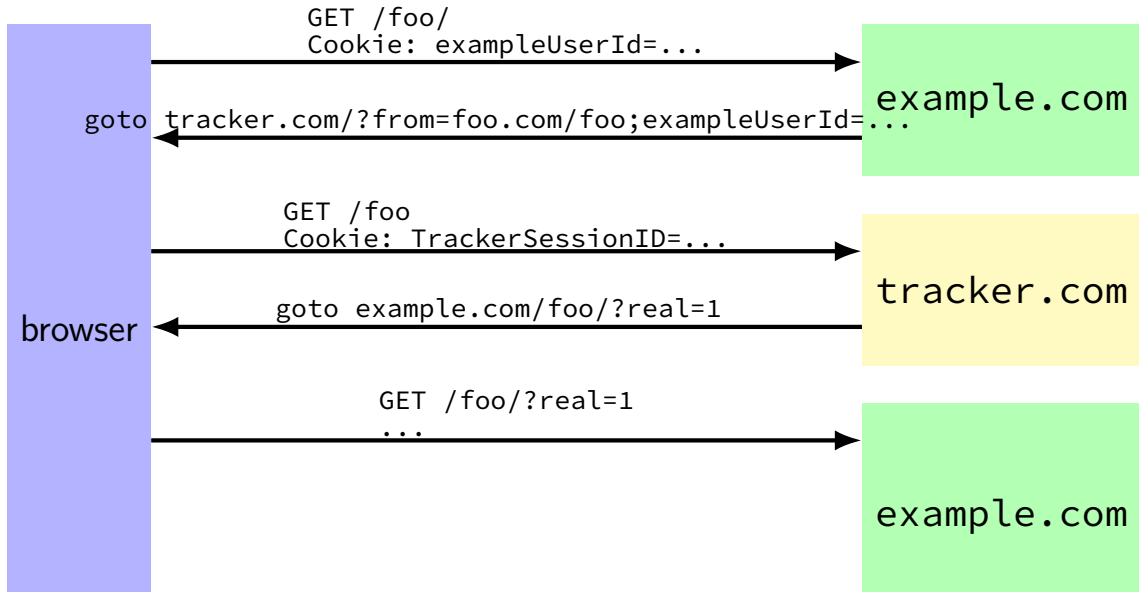 GET /foo/
Cookie: exampleUserId=...
example.com
goto tracker.com/?from=foo.com/foo;exampleUserId=...
GET /foo
Cookie: TrackerSessionID=...
tracker.com
goto example.com/foo/?real=1
browser
GET /foo/?real=1
...
example.com